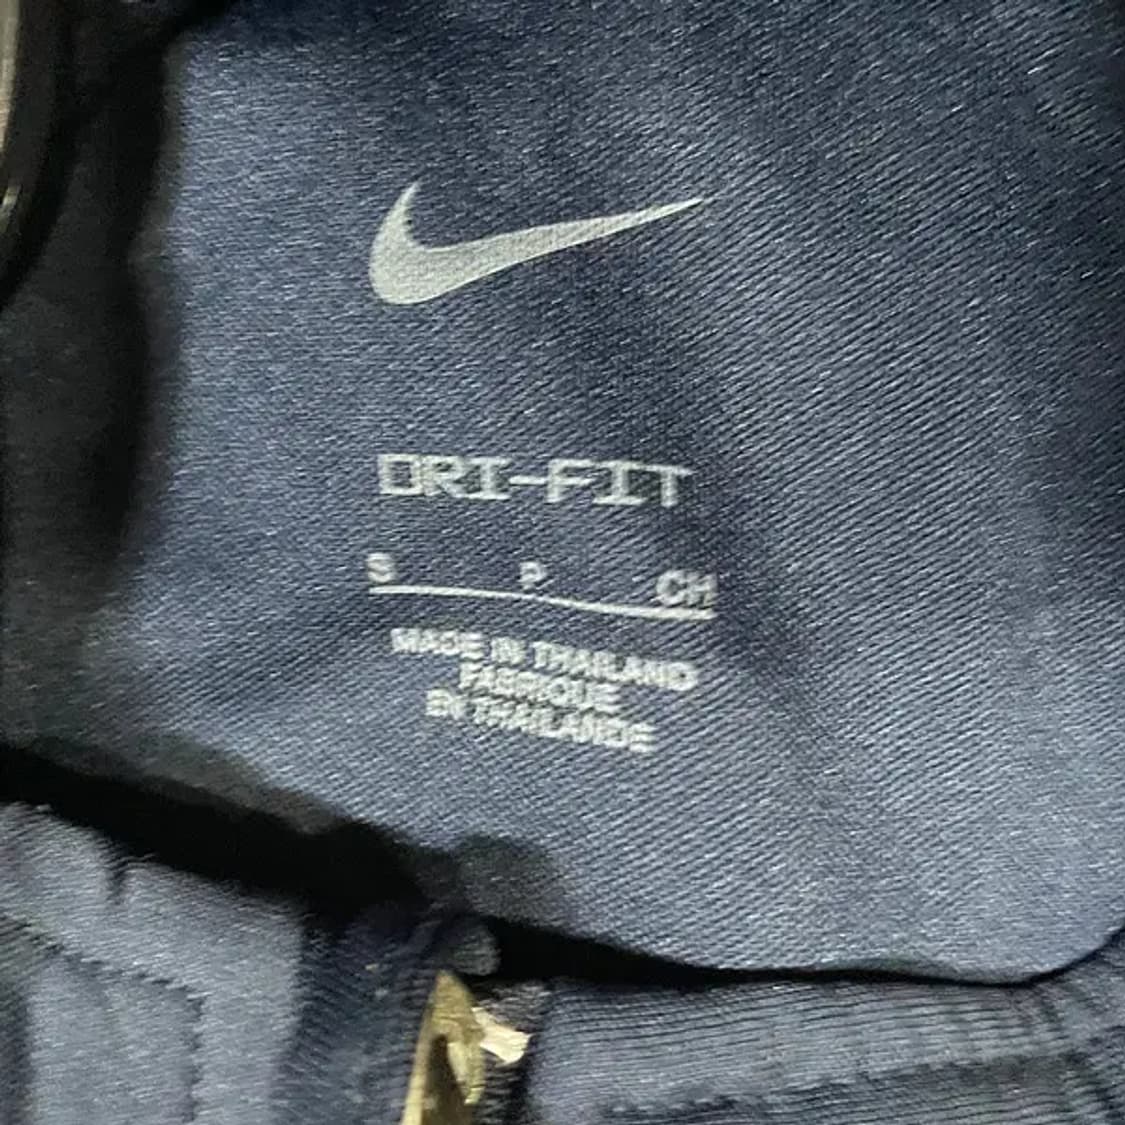 DRI-FIT
S P CH
MADE IN THAILAND
FABRIQUE
EN THAILANDE